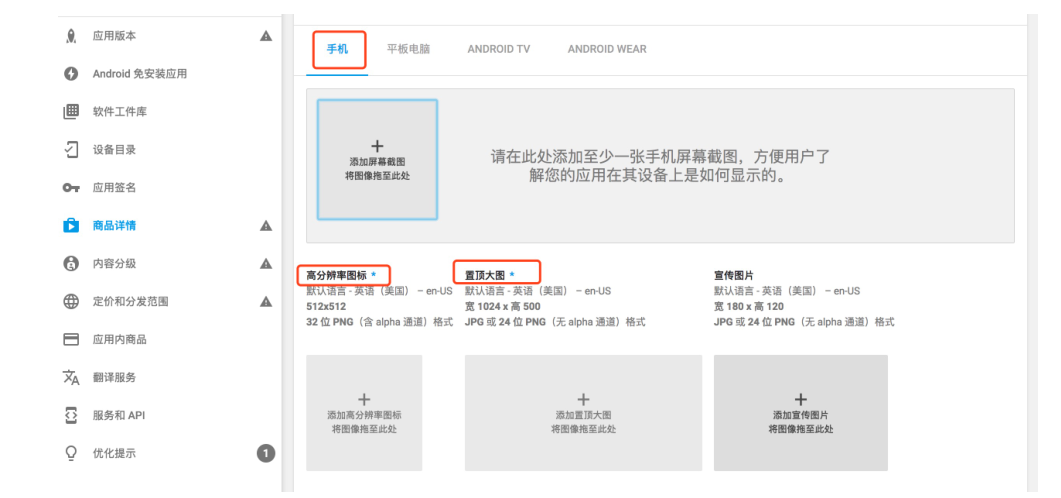 应用版本
Android 免安装应用
软件工件库
设备目录
应用签名
商品详情
内容分级
定价和分发范围
应用内商品
翻译服务
服务和 API
优化提示
1
手机
平板电脑
ANDROID TV
ANDROID WEAR
添加屏幕截图
将图像拖至此处
请在此处添加至少一张手机屏幕截图，方便用户了
解您的应用在其设备上是如何显示的。
高分辨率图标 *
默认语言 - 英语（美国） – en-US
512x512
32 位 PNG（含 alpha 通道）格式
置顶大图 *
默认语言 - 英语（美国） – en-US
宽 1024 x 高 500
JPG 或 24 位 PNG（无 alpha 通道）格式
宣传图片
默认语言 - 英语（美国） – en-US
宽 180 x 高 120
JPG 或 24 位 PNG（无 alpha 通道）格式
添加高分辨率图标
将图像拖至此处
添加置顶大图
将图像拖至此处
添加宣传图片
将图像拖至此处